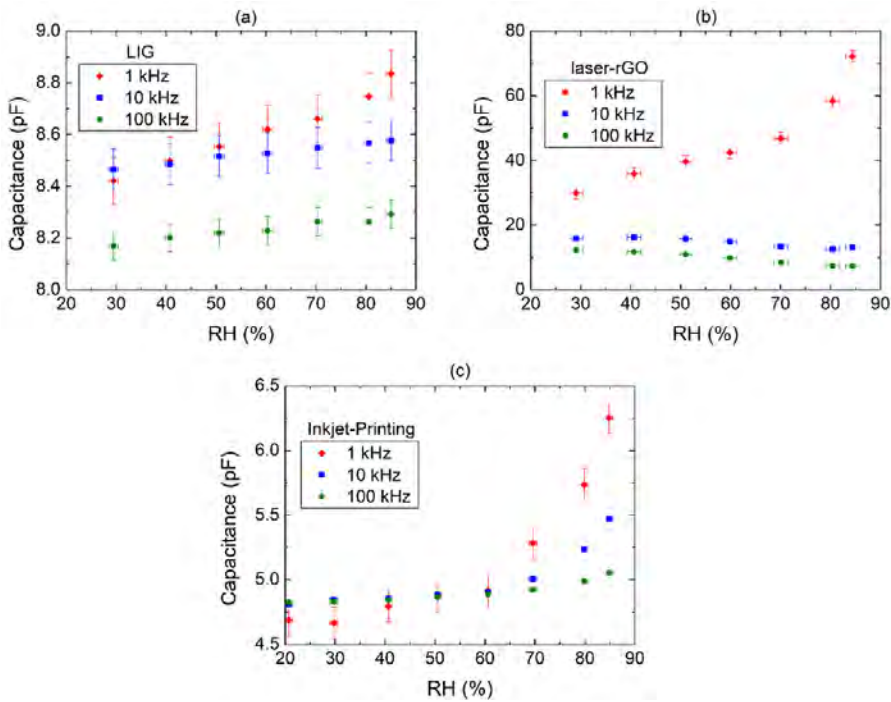 (a)
LIG
1 kHz
10 kHz
100 kHz
9.0
8.8
8.6
8.4
8.2
8.0
Capacitance (pF)
20 30 40 50 60 70 80 90
RH (%)
(b)
laser-rGO
1 kHz
10 kHz
100 kHz
80
60
40
20
0
Capacitance (pF)
20 30 40 50 60 70 80 90
RH (%)
(c)
Inkjet-Printing
1 kHz
10 kHz
100 kHz
6.5
6.0
5.5
5.0
4.5
Capacitance (pF)
20 30 40 50 60 70 80 90
RH (%)